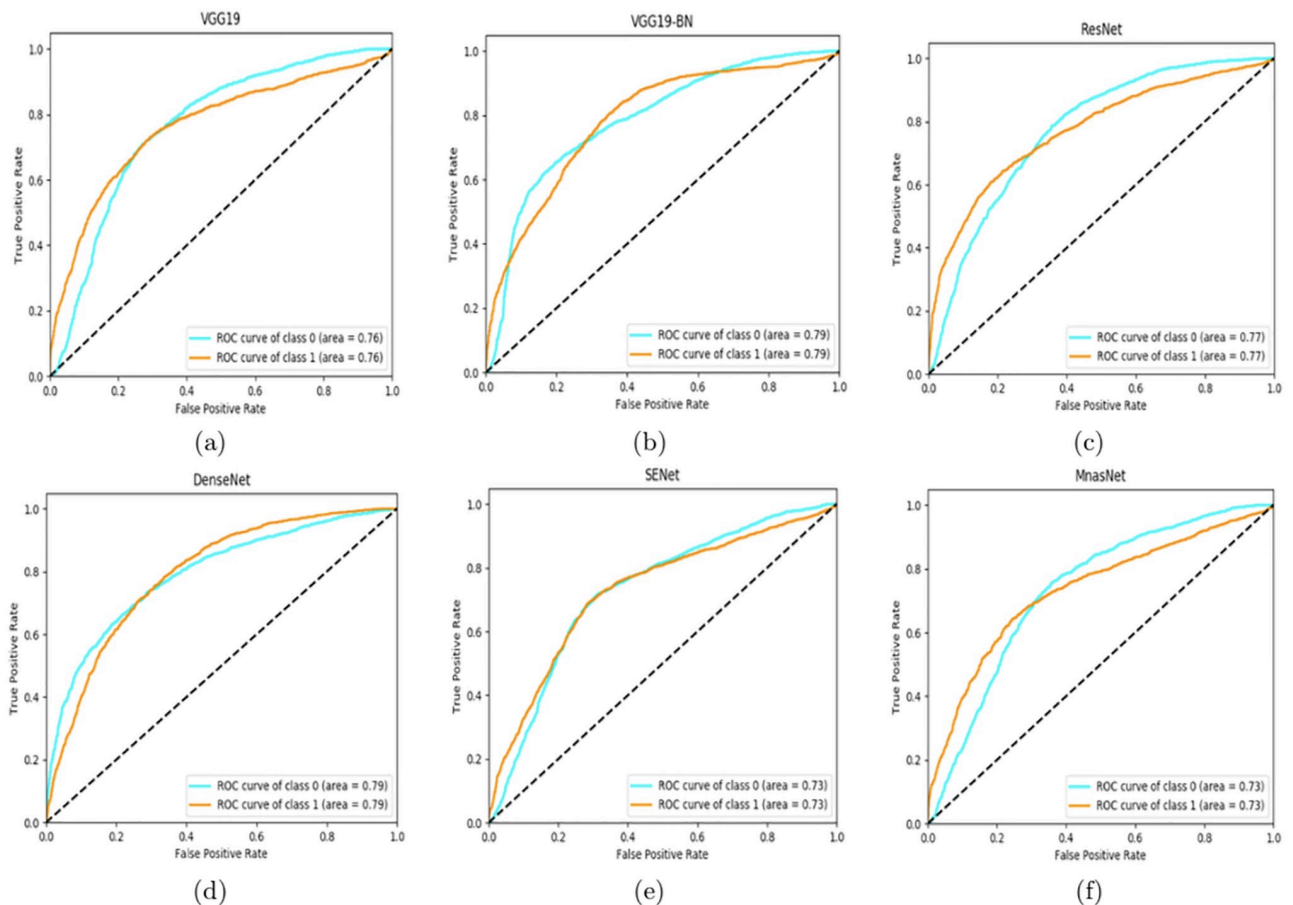 VGG19
1.0
0.8
0.6
0.4
0.2
0.0
True Positive Rate
ROC curve of class 0 (area = 0.76)
ROC curve of class 1 (area = 0.76)
0.0 0.2 0.4 0.6 0.8 1.0
False Positive Rate
(a)
VGG19-BN
1.0
0.8
0.6
0.4
0.2
0.0
True Positive Rate
ROC curve of class 0 (area = 0.79)
ROC curve of class 1 (area = 0.79)
0.0 0.2 0.4 0.6 0.8 1.0
False Positive Rate
(b)
ResNet
1.0
0.8
0.6
0.4
0.2
0.0
True Positive Rate
ROC curve of class 0 (area = 0.77)
ROC curve of class 1 (area = 0.77)
0.0 0.2 0.4 0.6 0.8 1.0
False Positive Rate
(c)
DenseNet
1.0
0.8
0.6
0.4
0.2
0.0
True Positive Rate
ROC curve of class 0 (area = 0.79)
ROC curve of class 1 (area = 0.79)
0.0 0.2 0.4 0.6 0.8 1.0
False Positive Rate
(d)
SENet
1.0
0.8
0.6
0.4
0.2
0.0
True Positive Rate
ROC curve of class 0 (area = 0.73)
ROC curve of class 1 (area = 0.73)
0.0 0.2 0.4 0.6 0.8 1.0
False Positive Rate
(e)
MnasNet
1.0
0.8
0.6
0.4
0.2
0.0
True Positive Rate
ROC curve of class 0 (area = 0.73)
ROC curve of class 1 (area = 0.73)
0.0 0.2 0.4 0.6 0.8 1.0
False Positive Rate
(f)